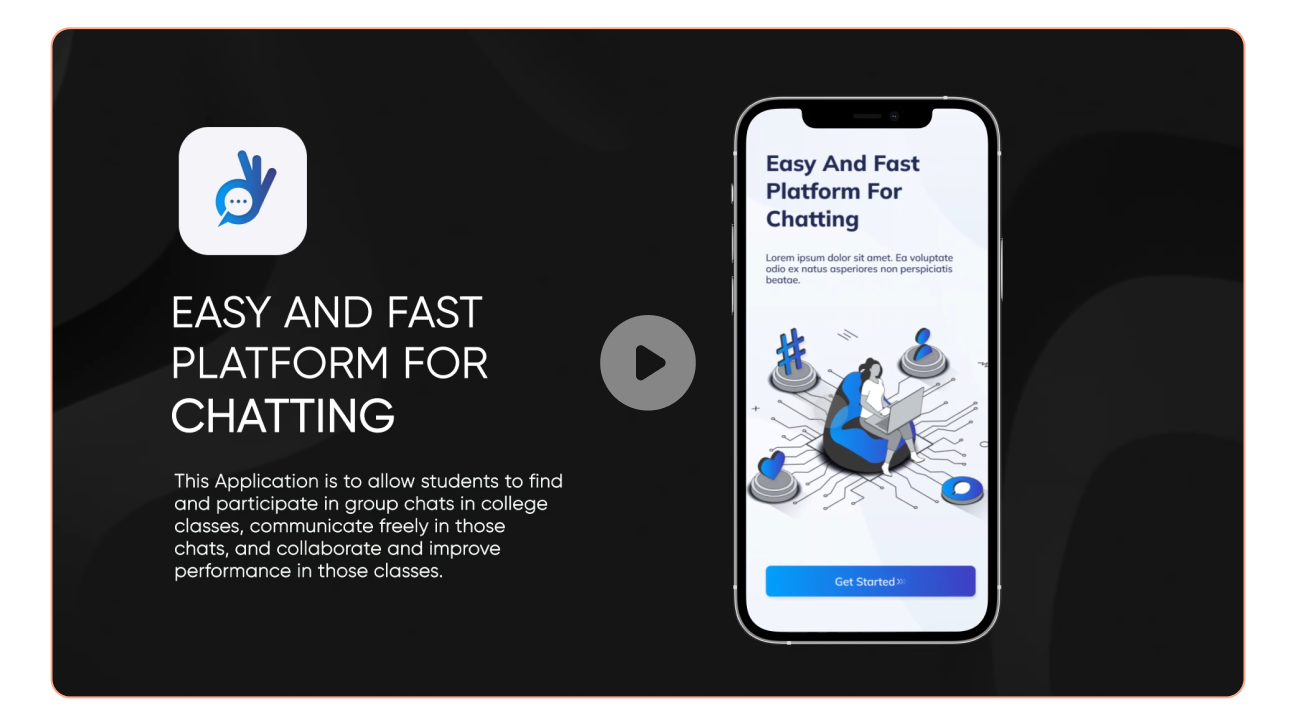 EASY AND FAST
PLATFORM FOR
CHATTING
This Application is to allow students to find
and participate in group chats in college
classes, communicate freely in those
chats, and collaborate and improve
performance in those classes.
Easy And Fast
Platform For
Chatting
Lorem ipsum dolor sit amet. Ea voluptate
odio ex natus asperiores non perspiciatis
beatae.
Get Started